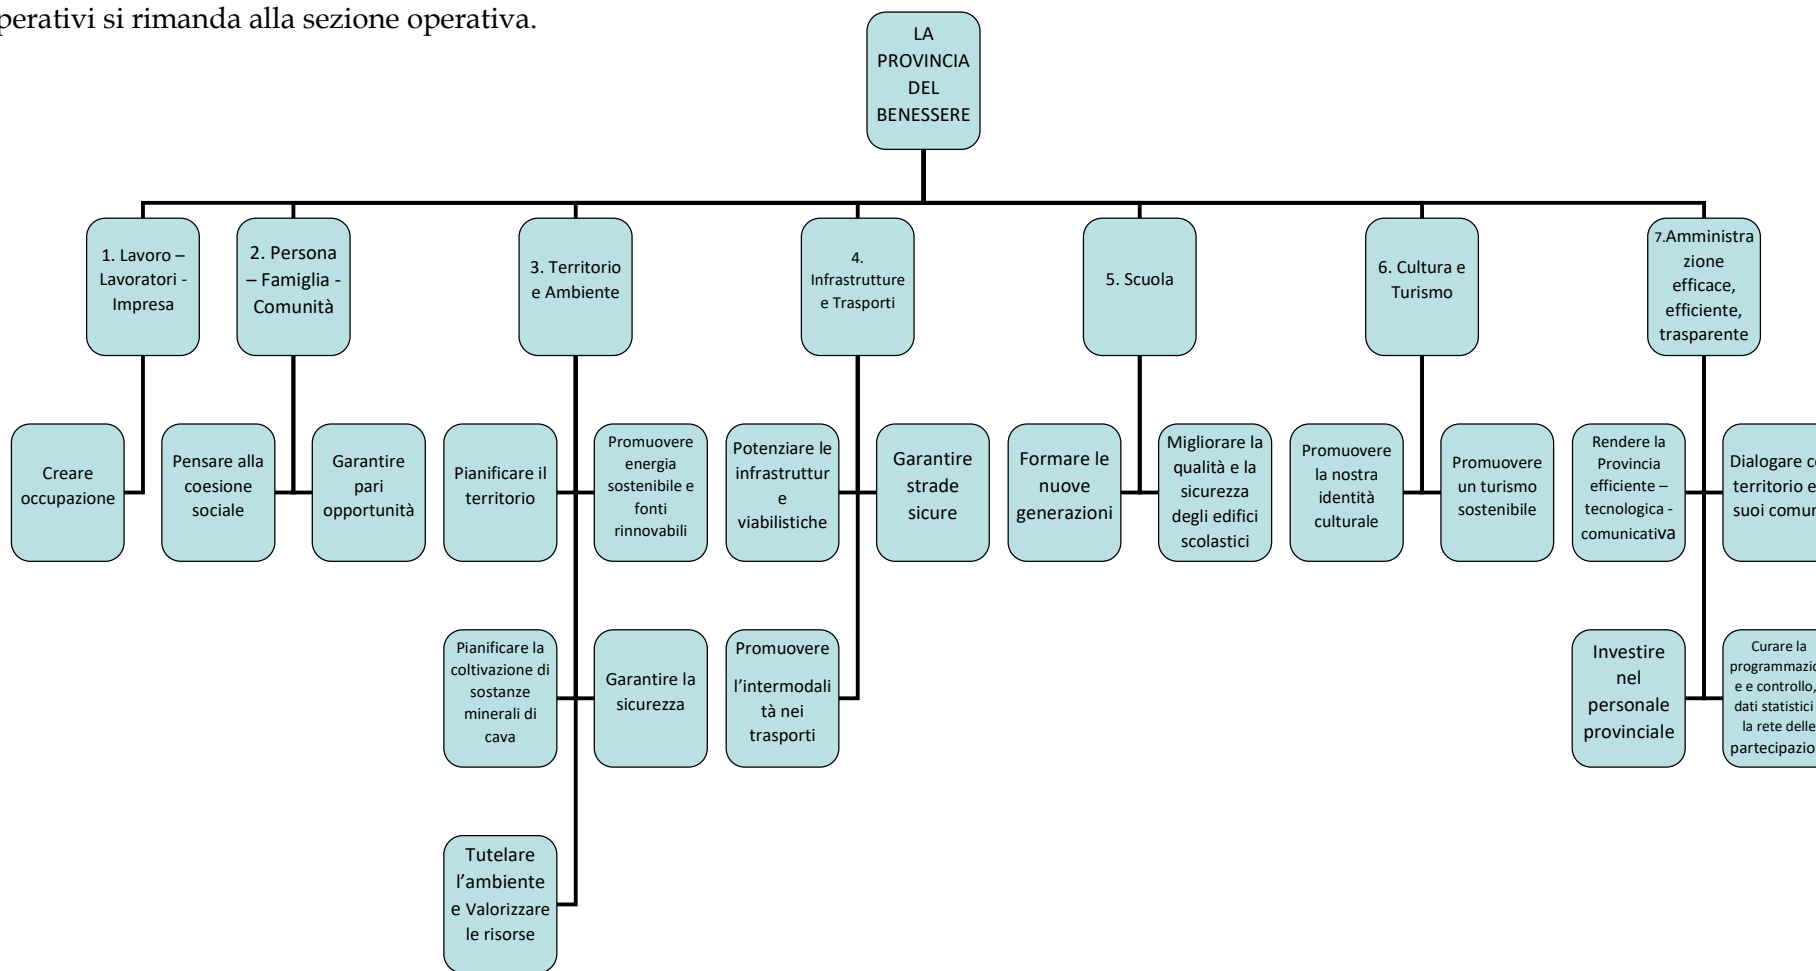 perativi si rimanda alla sezione operativa.
LA
PROVINCIA
DEL
BENESSERE
1. Lavoro –
Lavoratori -
Impresa
2. Persona
– Famiglia -
Comunità
3. Territorio
e Ambiente
4.
Infrastrutture
e Trasporti
5. Scuola
6. Cultura e
Turismo
7.Amministra
zione
efficace,
efficiente,
trasparente
Creare
occupazione
Pensare alla
coesione
sociale
Garantire
pari
opportunità
Pianificare il
territorio
Promuovere
energia
sostenibile e
fonti
rinnovabili
Potenziare le
infrastruttur
e
viabilistiche
Garantire
strade
sicure
Formare le
nuove
generazioni
Migliorare la
qualità e la
sicurezza
degli edifici
scolastici
Promuovere
la nostra
identità
culturale
Promuovere
un turismo
sostenibile
Rendere la
Provincia
efficiente –
tecnologica -
comunicativa
Dialogare c
territorio e
suoi comu
Pianificare la
coltivazione di
sostanze
minerali di
cava
Garantire la
sicurezza
Promuovere
l’intermodali
tà nei
trasporti
Investire
nel
personale
provinciale
Curare la
programmazio
e e controllo,
dati statistici
la rete delle
partecipazio
Tutelare
l’ambiente
e Valorizzare
le risorse